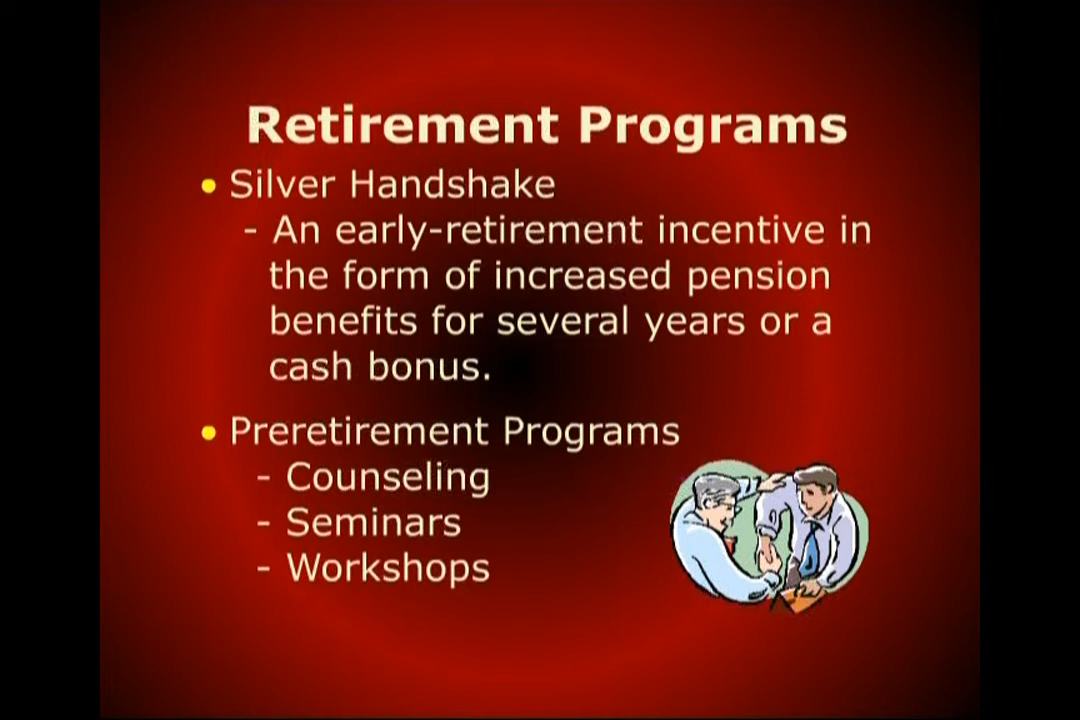 Retirement Programs
• Silver Handshake
- An early-retirement incentive in
the form of increased pension
benefits for several years or a
cash bonus.
• Preretirement Programs
- Counseling
- Seminars
- Workshops